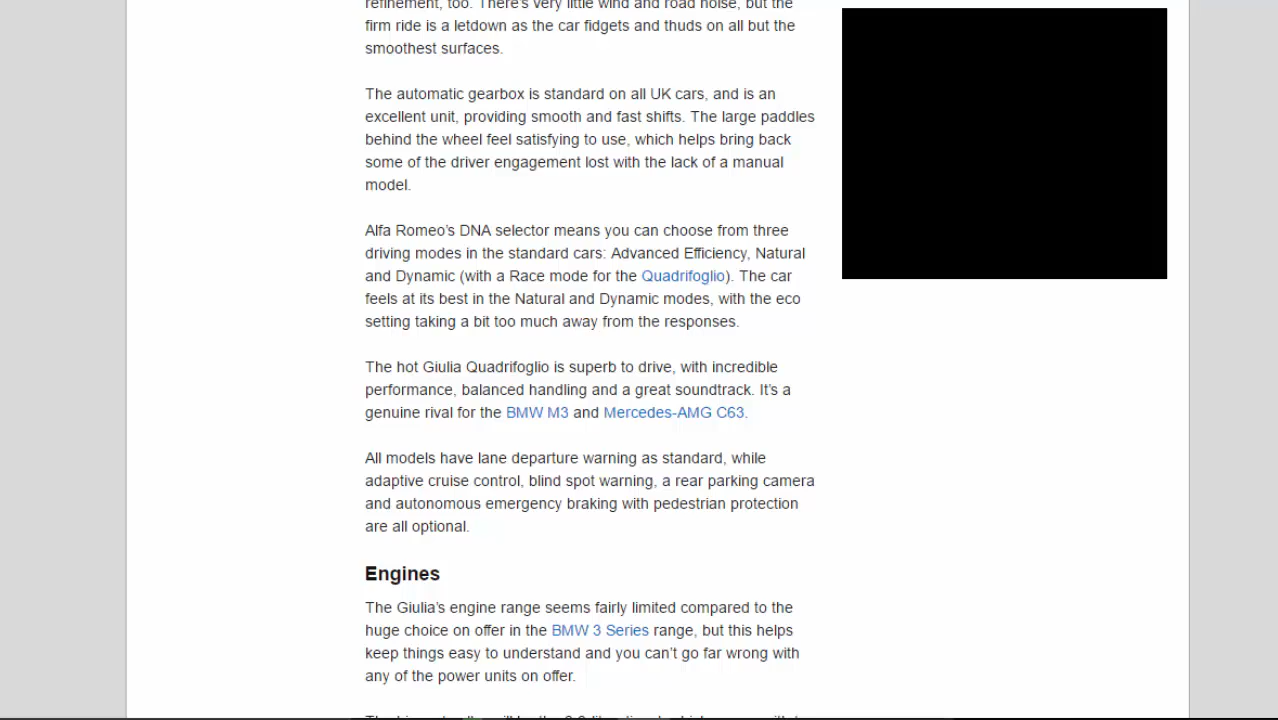 refinement, too. There's very little wind and road noise, but the
firm ride is a letdown as the car fidgets and thuds on all but the
smoothest surfaces.
The automatic gearbox is standard on all UK cars, and is an
excellent unit, providing smooth and fast shifts. The large paddles
behind the wheel feel satisfying to use, which helps bring back
some of the driver engagement lost with the lack of a manual
model.
Alfa Romeo's DNA selector means you can choose from three
driving modes in the standard cars: Advanced Efficiency, Natural
and Dynamic (with a Race mode for the Quadrifoglio). The car
feels at its best in the Natural and Dynamic modes, with the eco
setting taking a bit too much away from the responses.
The hot Giulia Quadrifoglio is superb to drive, with incredible
performance, balanced handling and a great soundtrack. It's a
genuine rival for the BMW M3 and Mercedes-AMG C63.
All models have lane departure warning as standard, while
adaptive cruise control, blind spot warning, a rear parking camera
and autonomous emergency braking with pedestrian protection
are all optional.
Engines
The Giulia's engine range seems fairly limited compared to the
huge choice on offer in the BMW 3 Series range, but this helps
keep things easy to understand and you can't go far wrong with
any of the power units on offer.